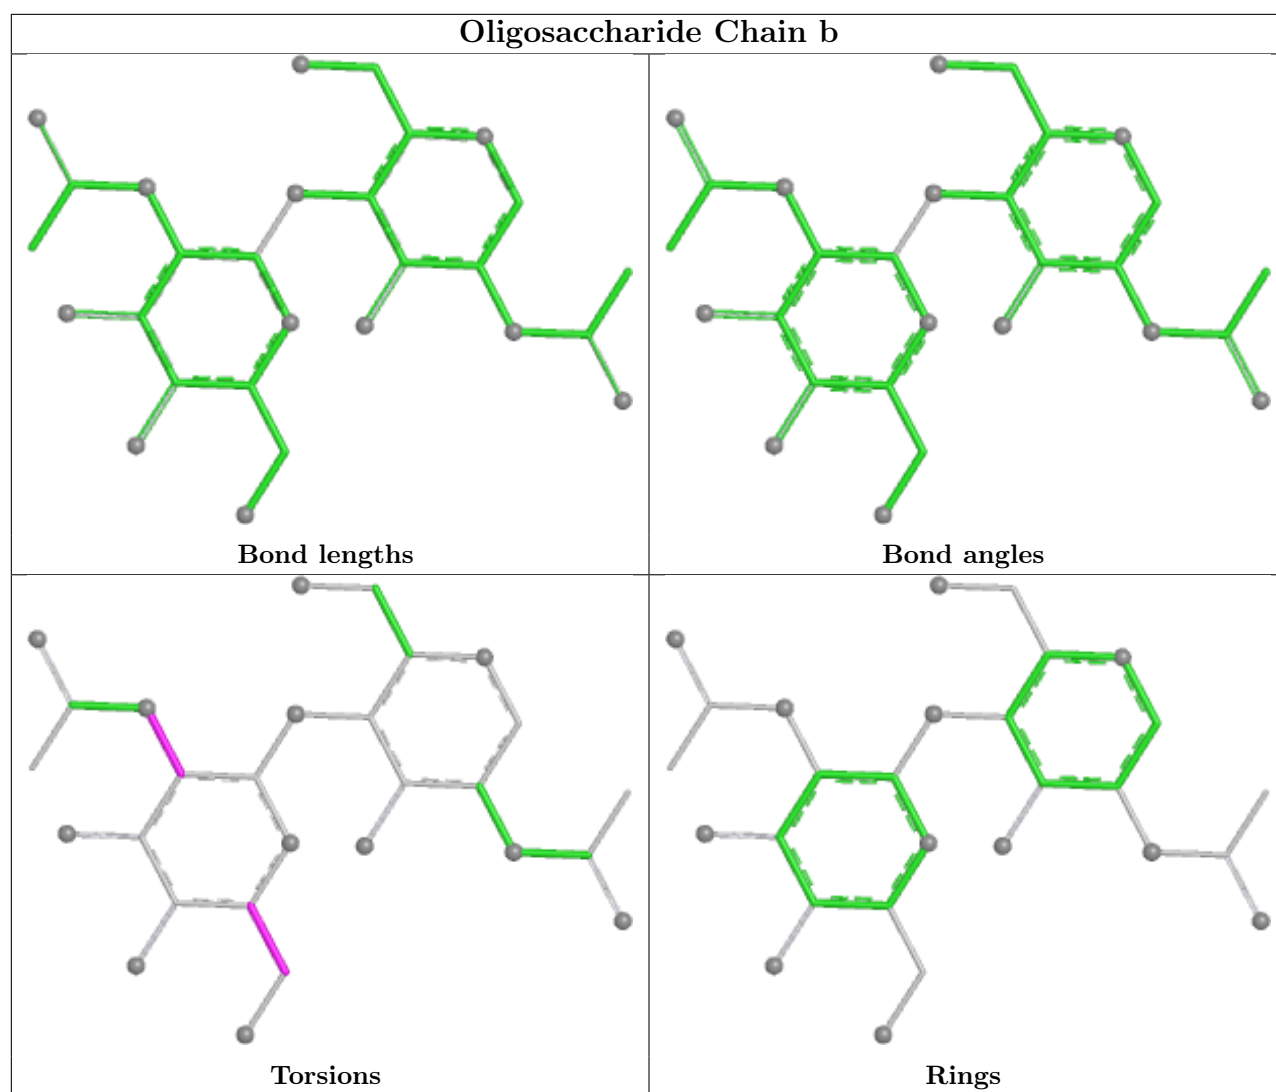 Oligosaccharide Chain b
Bond lengths
Bond angles
Torsions
Rings